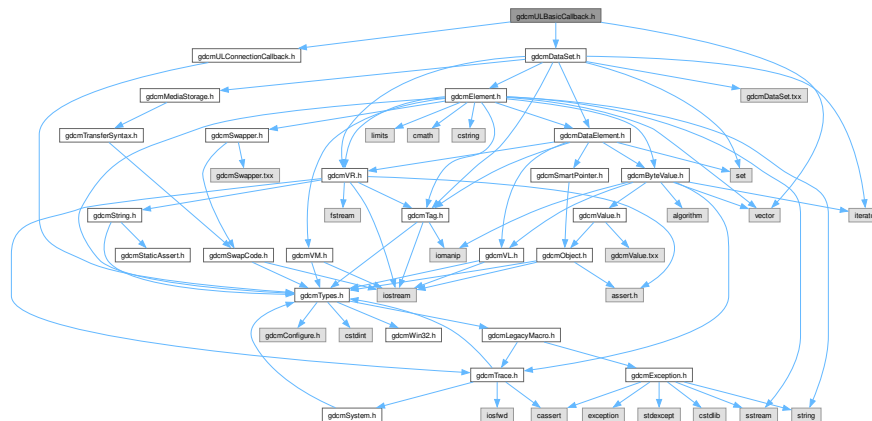 gdcmULBasicCallback.h
gdcmULConnectionCallback.h
gdcmDataSet.h
gdcmMediaStorage.h
gdcmElement.h
gdcmDataSet.txx
gdcmTransferSyntax.h
gdcmSwapper.h
limits
cmath
cstring
gdcmDataElement.h
gdcmSwapper.txx
gdcmVR.h
gdcmSmartPointer.h
gdcmByteValue.h
set
gdcmString.h
fstream
gdcmTag.h
gdcmValue.h
algorithm
vector
iterator
gdcmStaticAssert.h
gdcmSwapCode.h
gdcmVM.h
iomanip
gdcmVL.h
gdcmObject.h
gdcmValue.txx
gdcmTypes.h
iostream
assert.h
gdcmConfigure.h
cstdint
gdcmWin32.h
gdcmLegacyMacro.h
gdcmTrace.h
gdcmException.h
gdcmSystem.h
iosfwd
cassert
exception
stdexcept
cstdlib
sstream
string